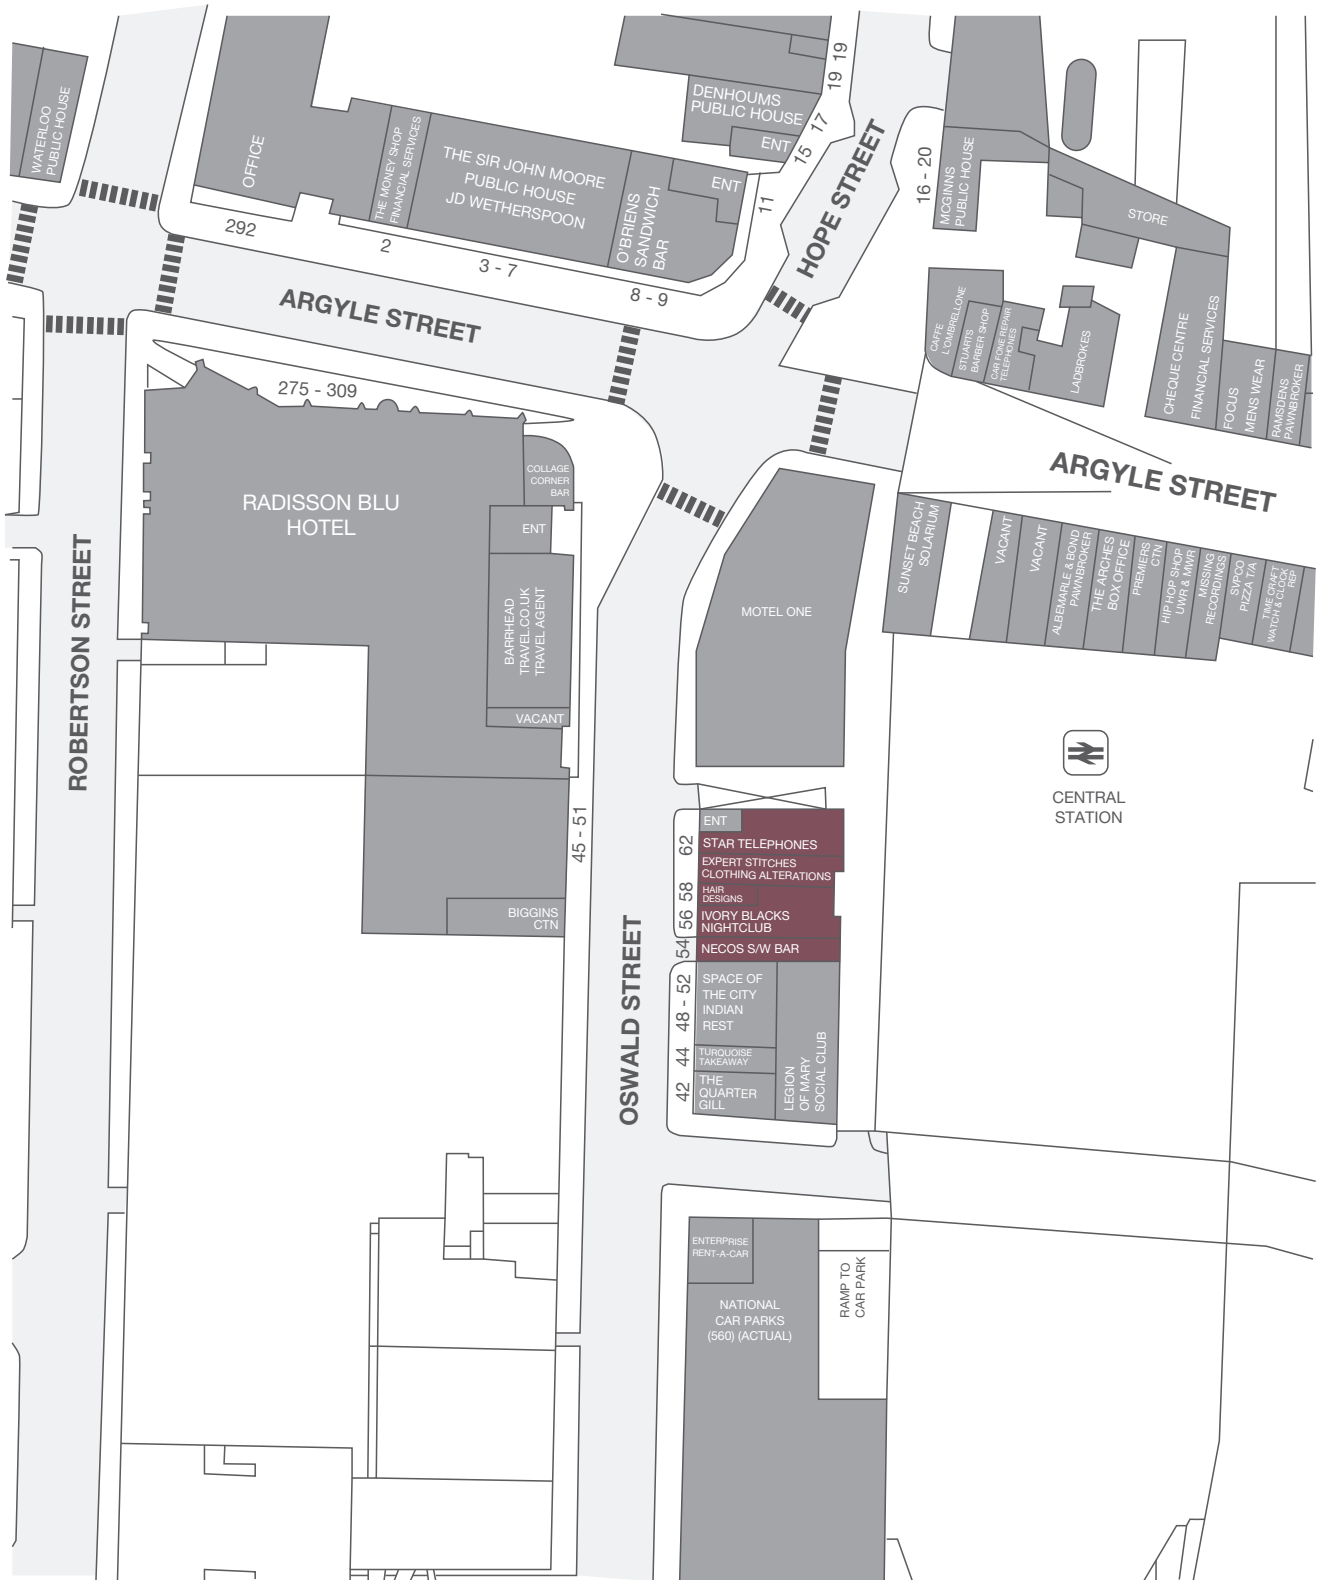 WATERLOO
PUBLIC HOUSE
OFFICE
292
THE MONEY SHOP
FINANCIAL SERVICES
2
THE SIR JOHN MOORE
PUBLIC HOUSE
JD WETHERSPOON
3 - 7
O'BRIENS
SANDWICH
BAR
8 - 9
ENT
11
DENHOUMS
PUBLIC HOUSE
ENT
15 17
19 19
HOPE STREET
16 - 20
MCGINNS
PUBLIC HOUSE
STORE
ARGYLE STREET
CAFFE
L'OMBRELLONE
STUARTS
BARBER SHOP
CAR FONE REPAIR
TELEPHONES
LADBROKES
CHEQUE CENTRE
FINANCIAL SERVICES
FOCUS
MENS WEAR
RAMSDENS
PAWNBROKER
ARGYLE STREET
275 - 309
RADISSON BLU
HOTEL
COLLAGE
CORNER
BAR
ENT
BARRHEAD
TRAVEL.CO.UK
TRAVEL AGENT
VACANT
MOTEL ONE
SUNSET BEACH
SOLARIUM
VACANT
VACANT
ALBEMARLE & BOND
PAWNBROKER
THE ARCHES
BOX OFFICE
PREMIERS
CTN
HIP HOP SHOP
UWR & MWR
MISSING
RECORDINGS
SVPCO
PIZZA T/A
TIME CRAFT
WATCH & CLOCK
REP
ROBERTSON STREET
CENTRAL
STATION
45 - 51
BIGGINS
CTN
OSWALD STREET
ENT
62
STAR TELEPHONES
EXPERT STITCHES
CLOTHING ALTERATIONS
58
HAIR
DESIGNS
56
IVORY BLACKS
NIGHTCLUB
54
NECOS S/W BAR
48 - 52
SPACE OF
THE CITY
INDIAN
REST
44
TURQUOISE
TAKEAWAY
42
THE
QUARTER
GILL
LEGION
OF MARY
SOCIAL CLUB
ENTERPRISE
RENT-A-CAR
NATIONAL
CAR PARKS
(560) (ACTUAL)
RAMP TO
CAR PARK